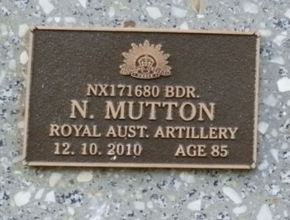 NX171680 BDR.
N. MUTTON
ROYAL AUST. ARTILLERY
12. 10. 2010 AGE 85